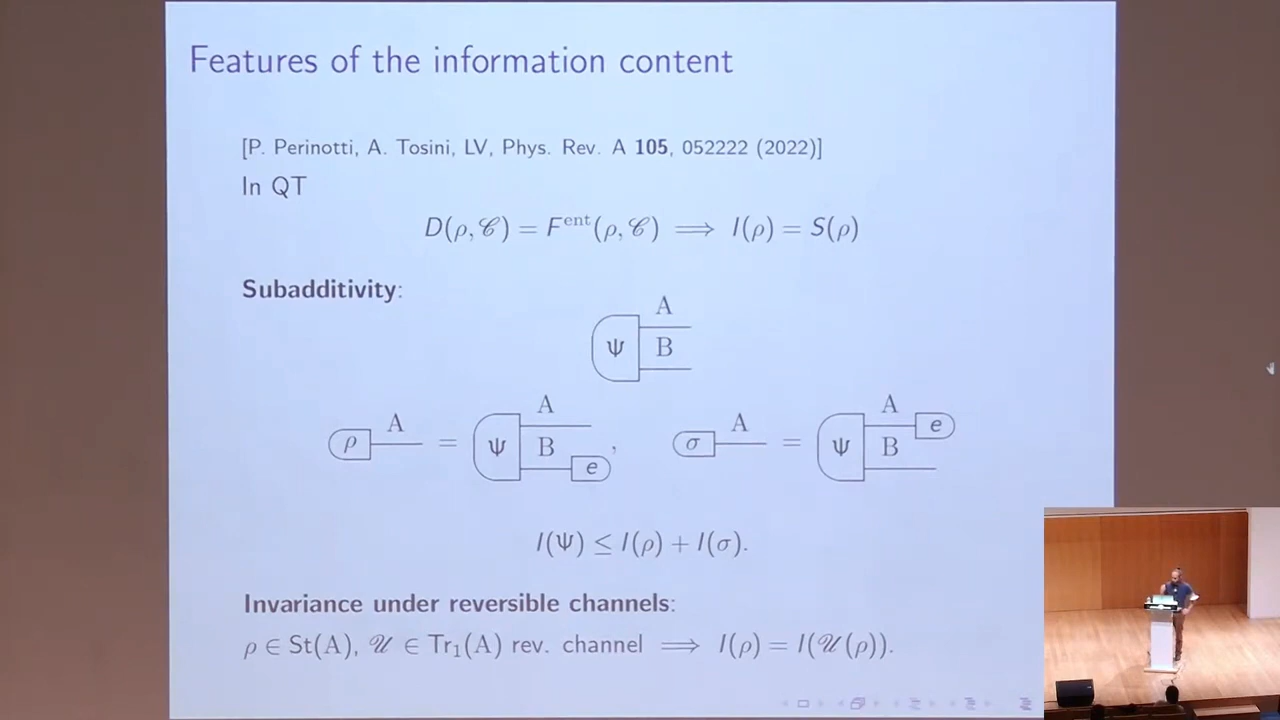 Features of the information content
[P. Perinotti, A. Tosini, LV, Phys. Rev. A 105, 052222 (2022)]
In QT
D(ρ, 𝒞) = F^ent(ρ, 𝒞) ⟹ I(ρ) = S(ρ)
Subadditivity:
A
Ψ B
A A A A e
ρ = Ψ B e , σ = Ψ B
I(Ψ) ≤ I(ρ) + I(σ).
Invariance under reversible channels:
ρ ∈ St(A), 𝒰 ∈ Tr₁(A) rev. channel ⟹ I(ρ) = I(𝒰(ρ)).